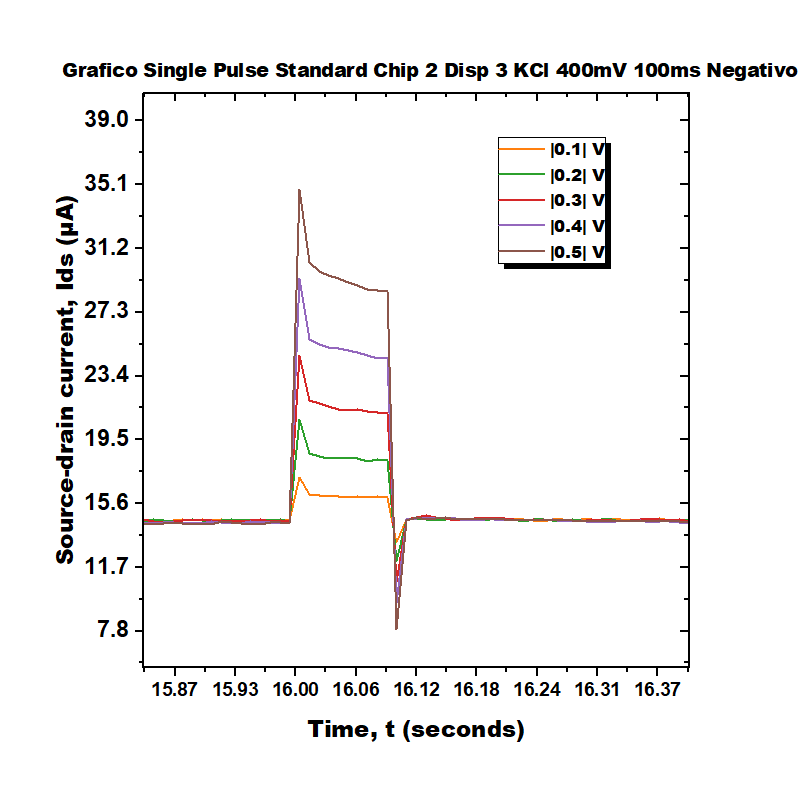 Grafico Single Pulse Standard Chip 2 Disp 3 KCl 400mV 100ms Negativo
39.0
35.1
31.2
27.3
23.4
19.5
15.6
11.7
7.8
Source-drain current, Ids (µA)
|0.1| V
|0.2| V
|0.3| V
|0.4| V
|0.5| V
15.87 15.93 16.00 16.06 16.12 16.18 16.24 16.31 16.37
Time, t (seconds)